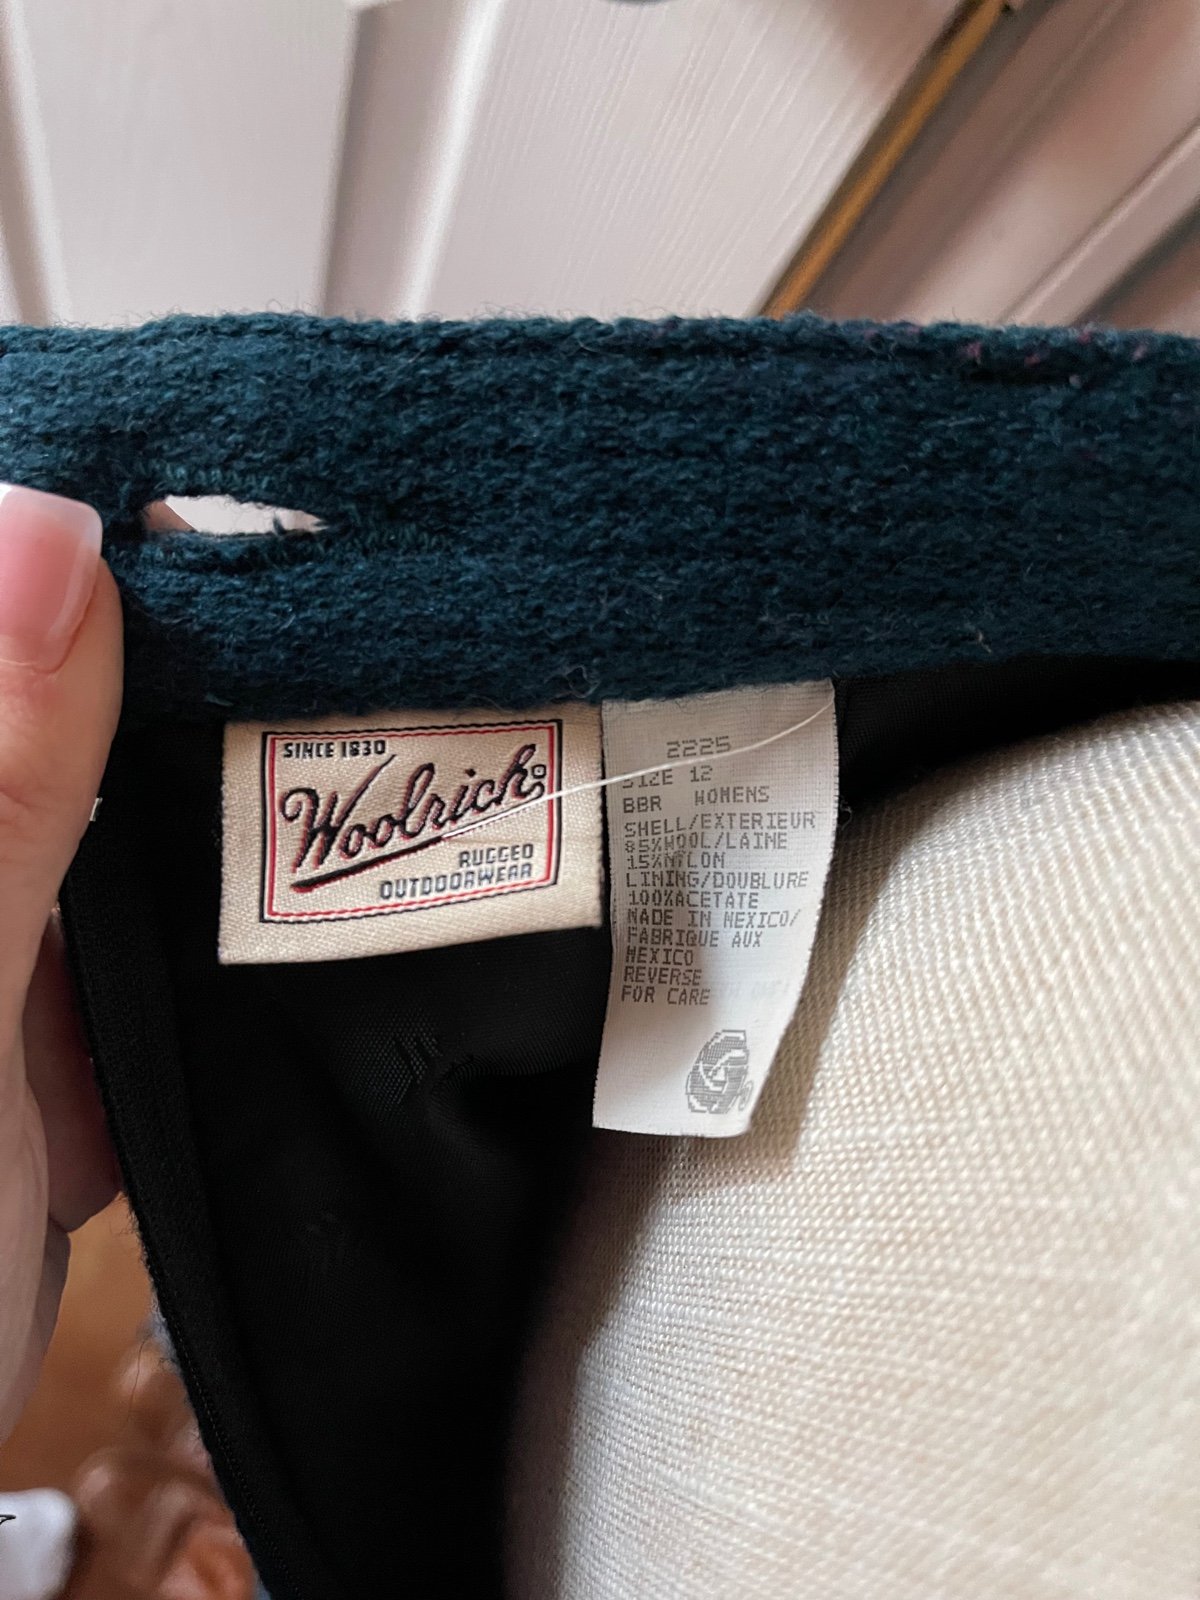 SINCE 1830
Woolrich®
RUGGED
OUTDOORWEAR
2225
SIZE 12
BBR WOMENS
SHELL/EXTERIEUR
85%WOOL/LAINE
15%NYLON
LINING/DOUBLURE
100%ACETATE
MADE IN MEXICO/
FABRIQUE AUX
MEXICO
REVERSE
FOR CARE